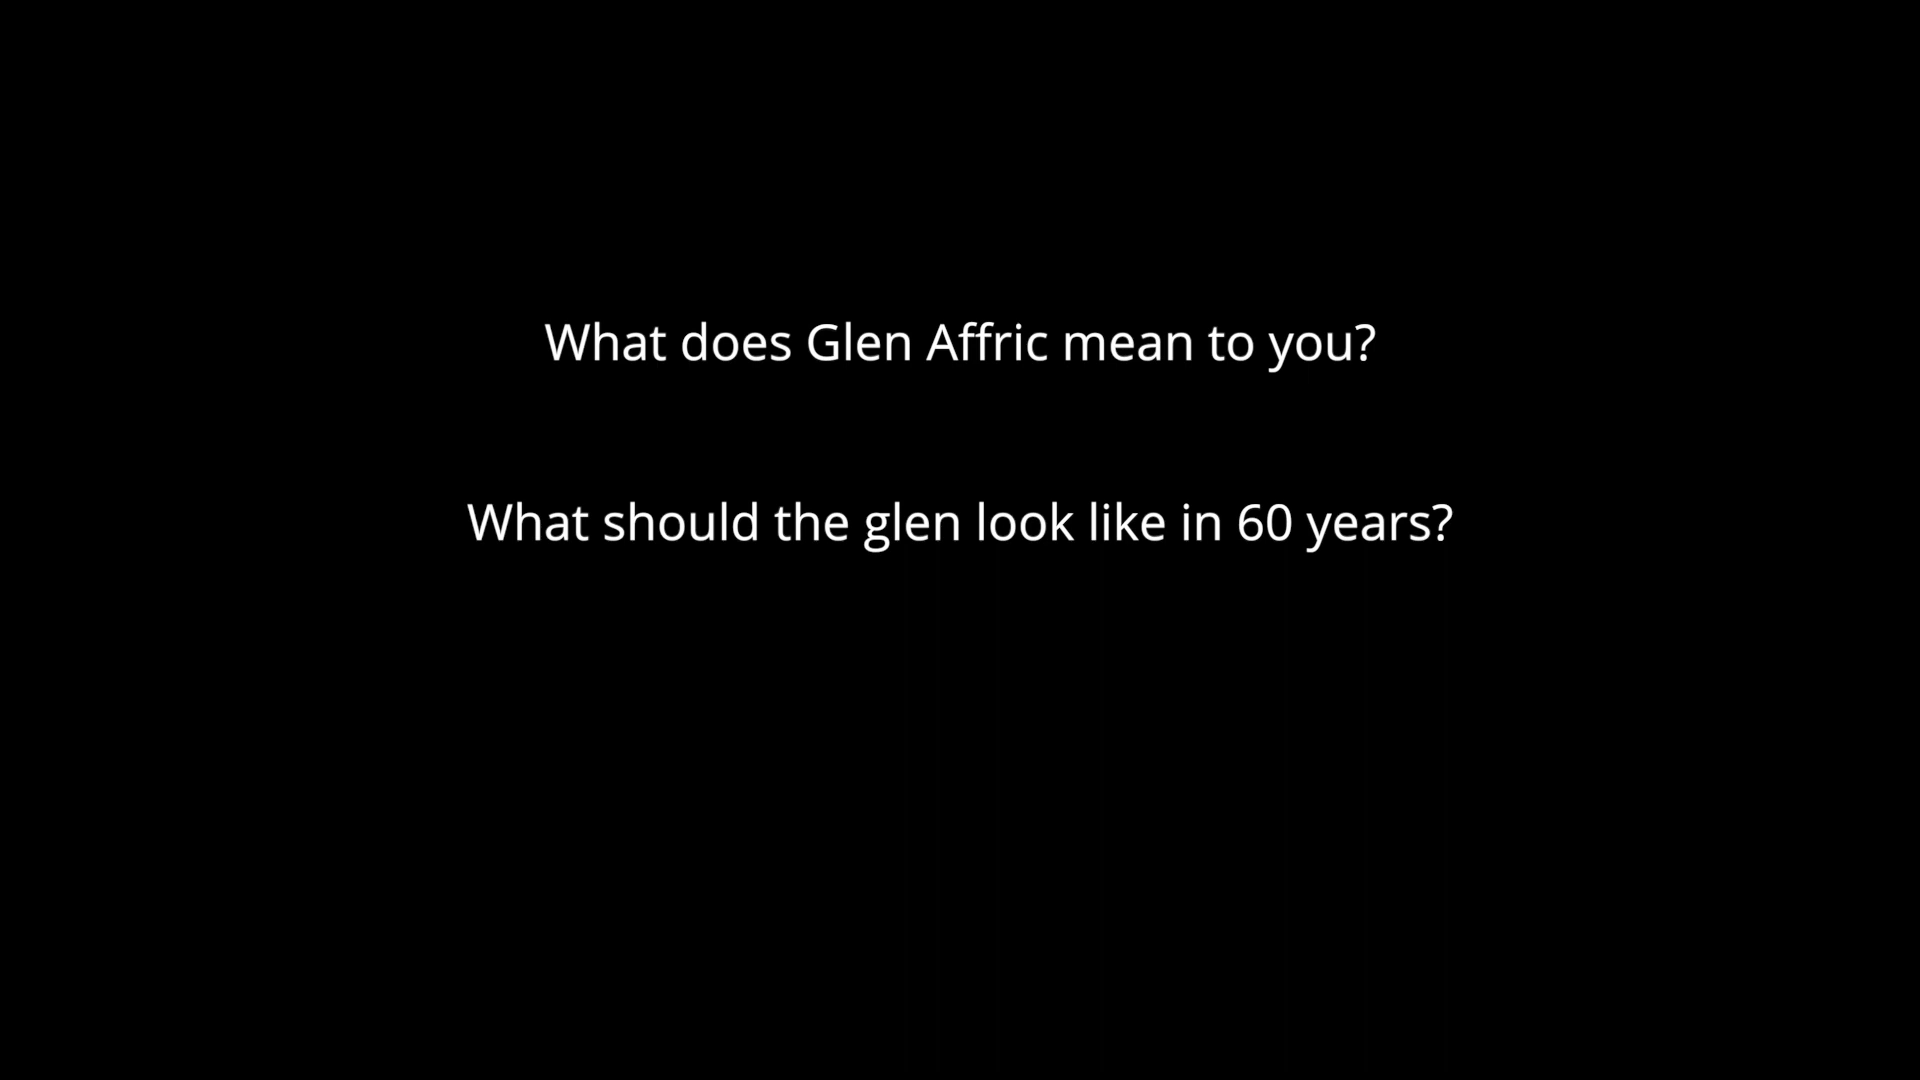 What does Glen Affric mean to you?
What should the glen look like in 60 years?